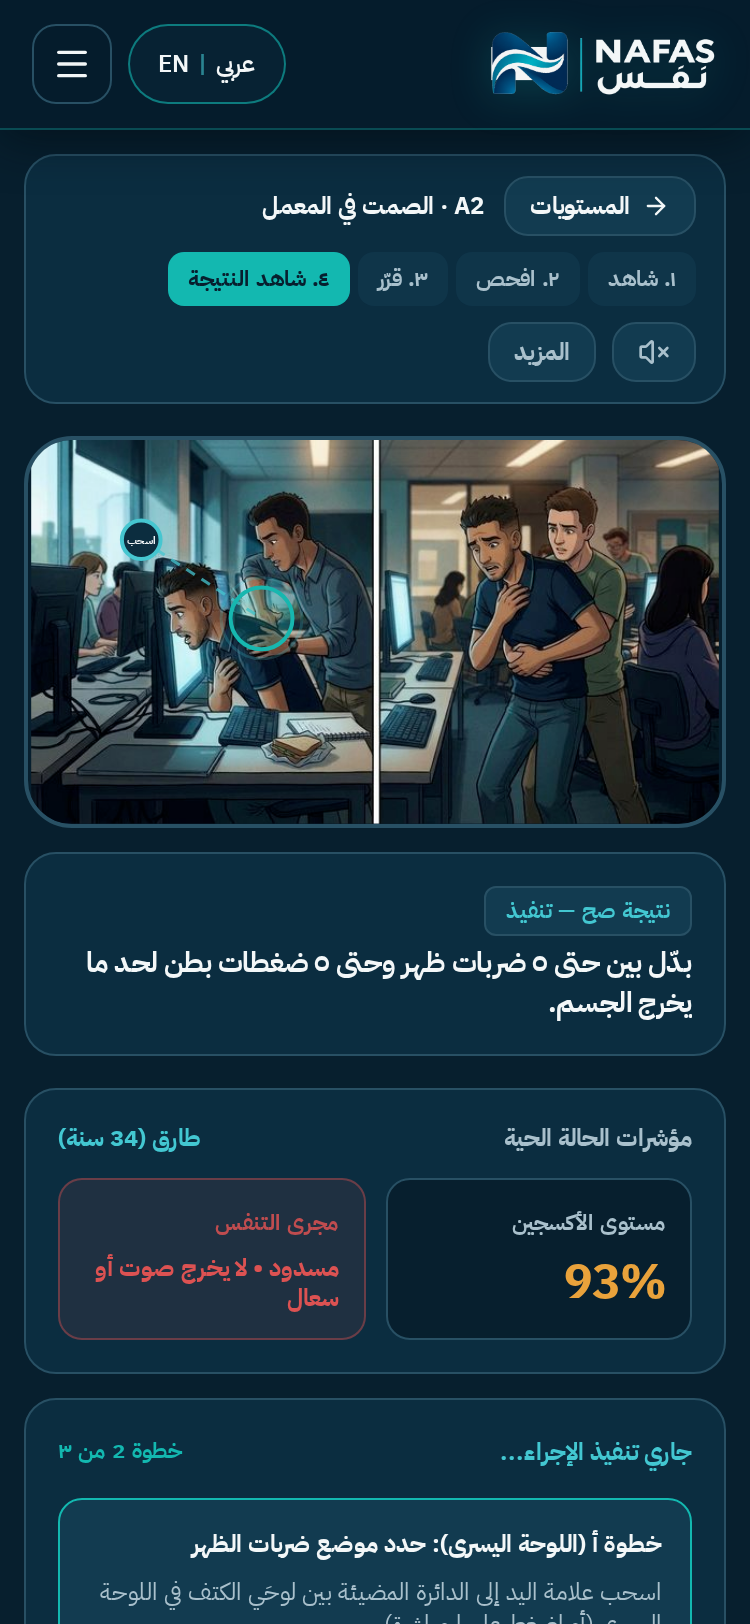 NAFAS
نَفَس
عربي | EN
المستويات
A2 · الصمت في المعمل
١. شاهد
٢. افحص
٣. قرّر
٤. شاهد النتيجة
المزيد
اسحب
نتيجة صح — تنفيذ
بدّل بين حتى ٥ ضربات ظهر وحتى ٥ ضغطات بطن لحد ما
يخرج الجسم.
مؤشرات الحالة الحية
طارق (34 سنة)
مستوى الأكسجين
93%
مجرى التنفس
مسدود • لا يخرج صوت أو
سعال
جاري تنفيذ الإجراء...
خطوة 2 من ٣
خطوة أ (اللوحة اليسرى): حدد موضع ضربات الظهر
اسحب علامة اليد إلى الدائرة المضيئة بين لوحَي الكتف في اللوحة